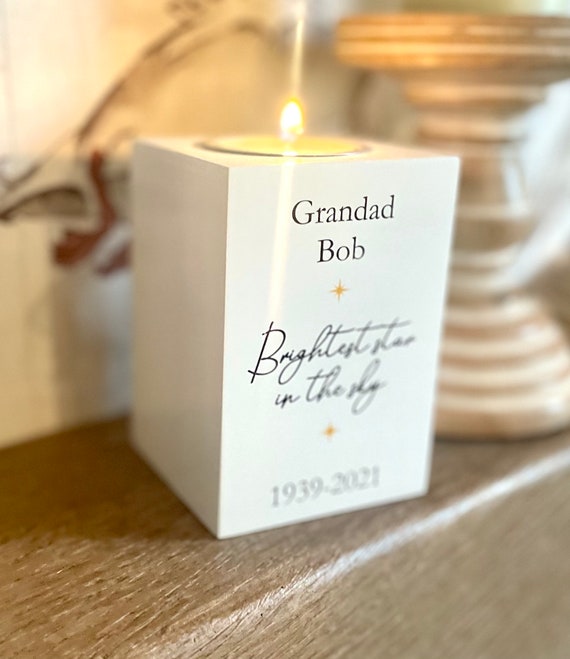 Grandad
Bob
Brightest star
in the sky
1939-2021